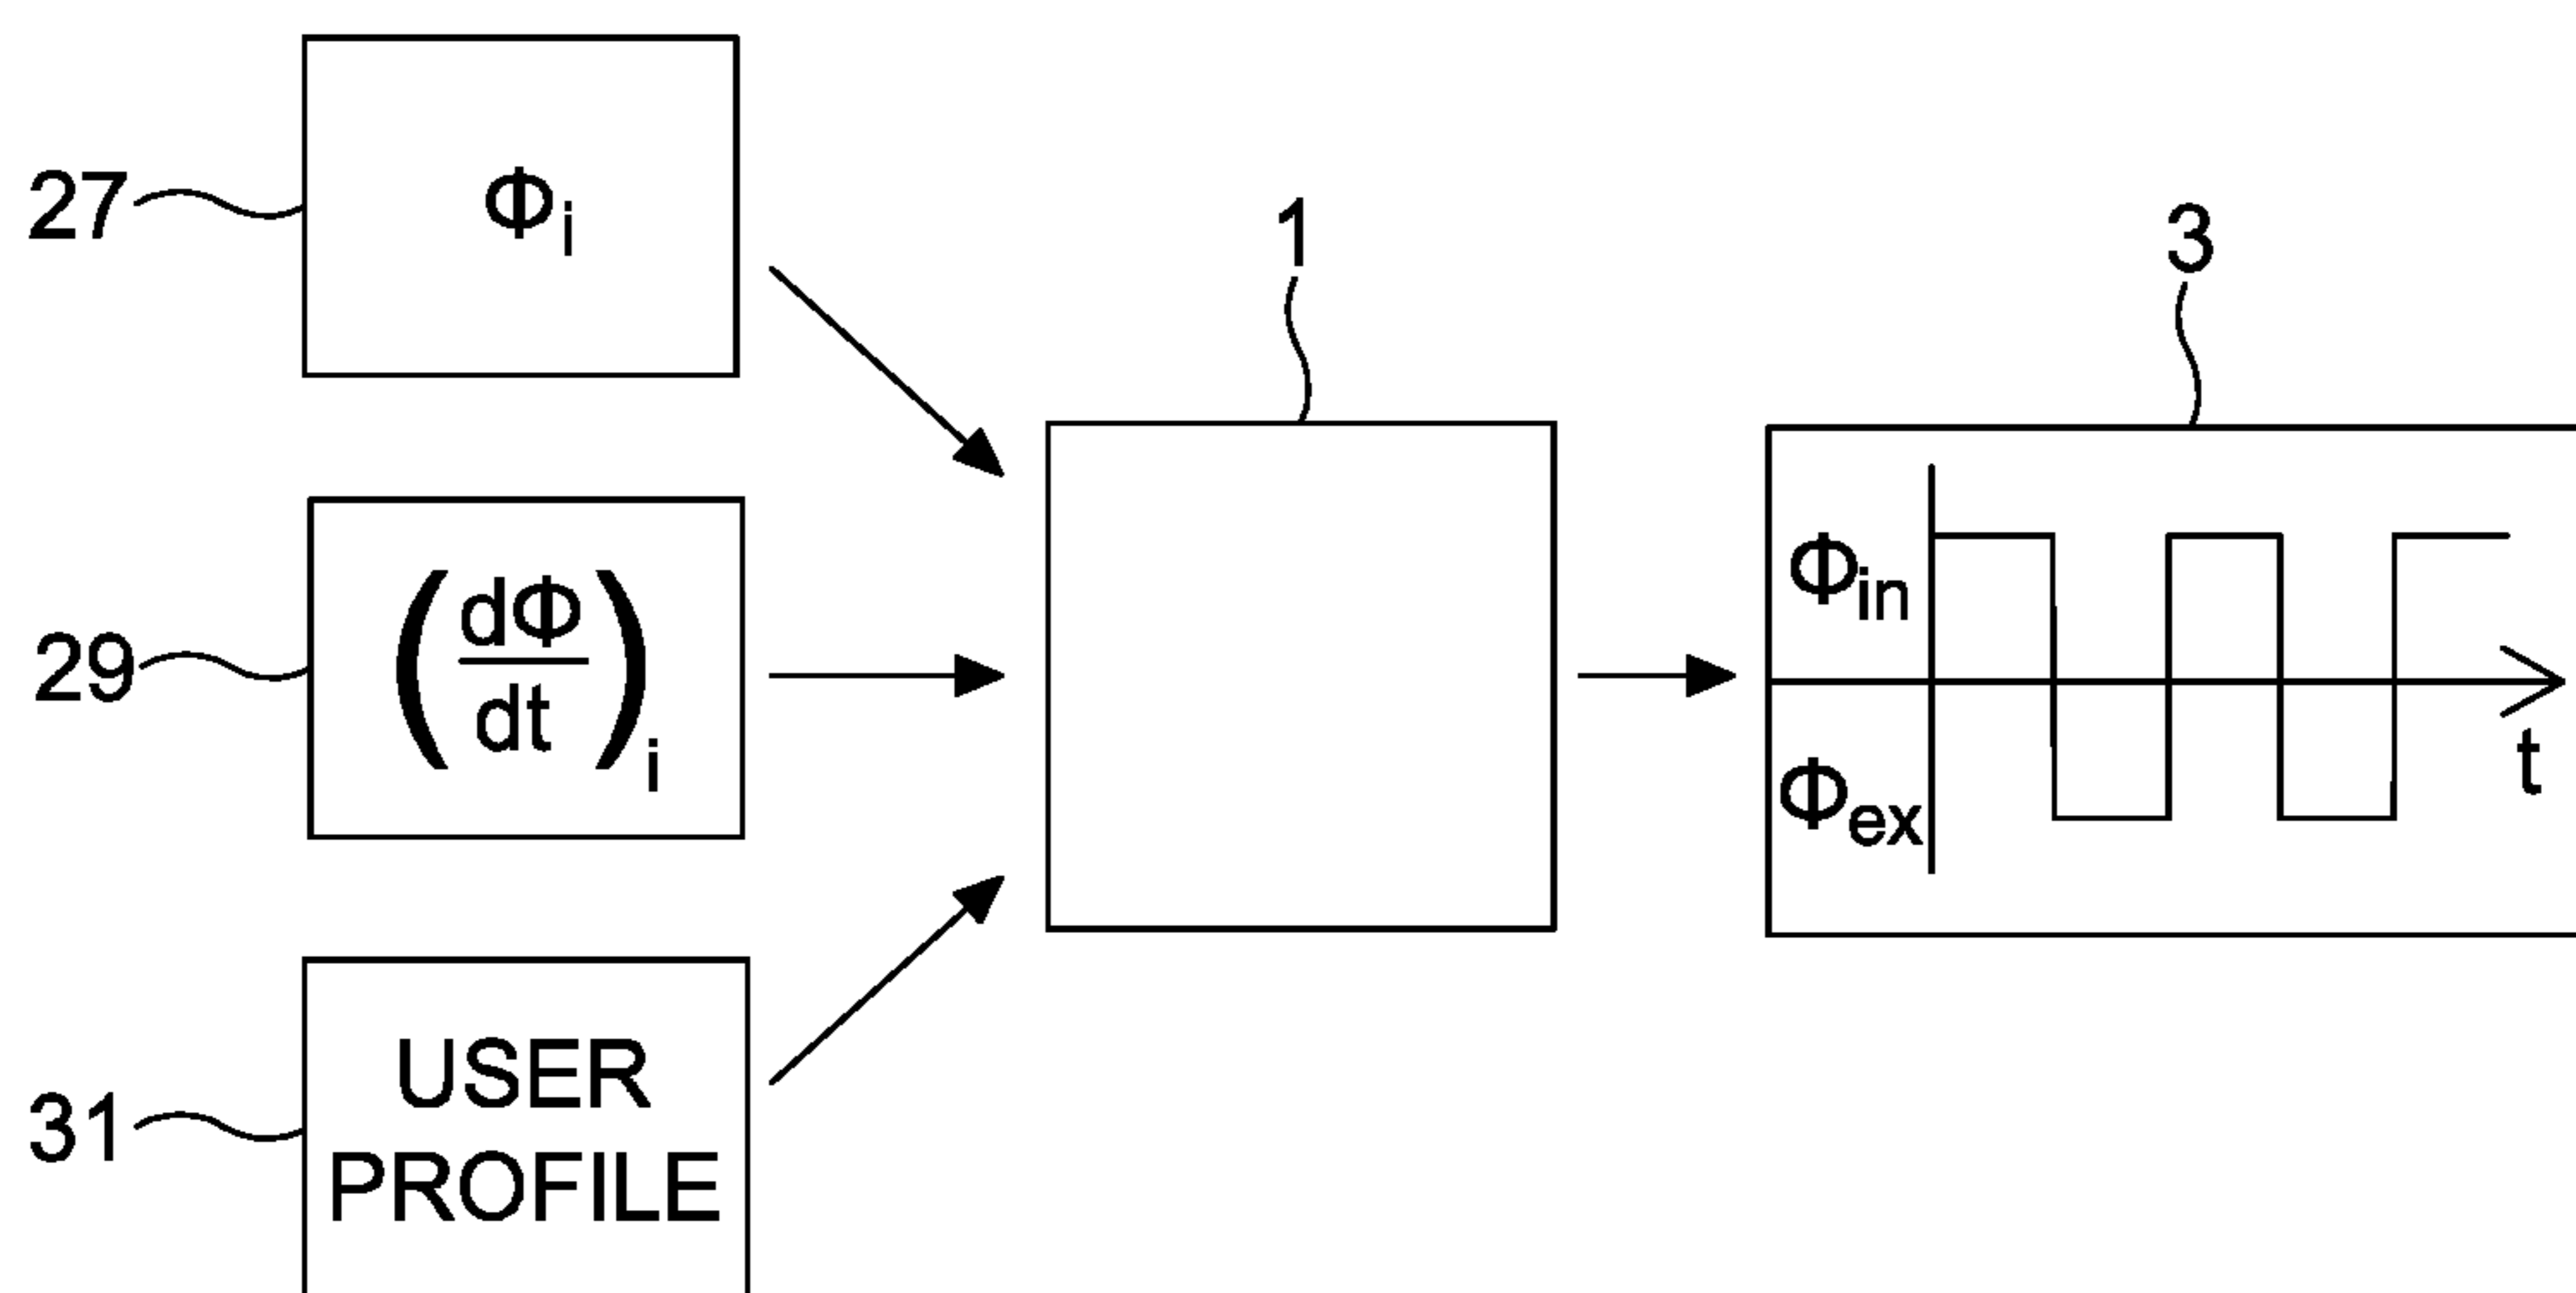 27
Φi
1
3
29
(dΦ/dt)i
Φin
Φex
t
31
USER
PROFILE